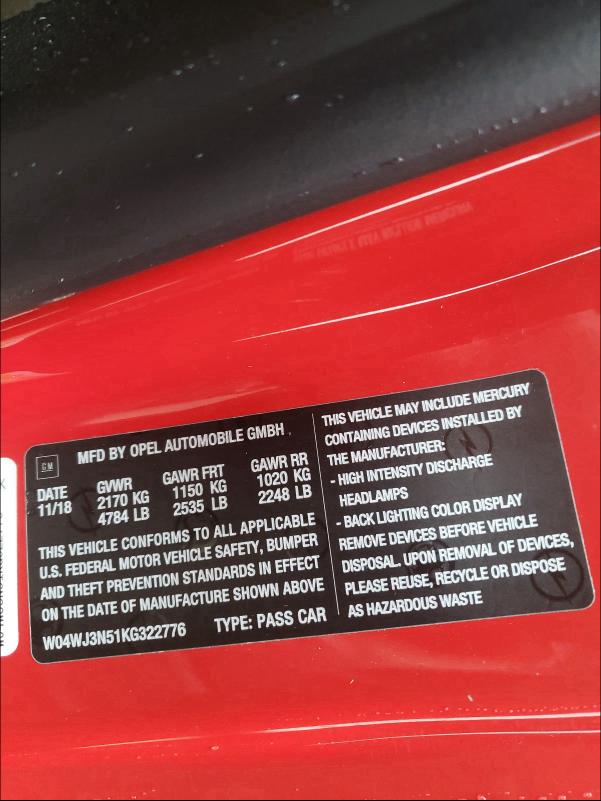 GM
MFD BY OPEL AUTOMOBILE GMBH
DATE GVWR GAWR FRT GAWR RR
11/18 2170 KG 1150 KG 1020 KG
4784 LB 2535 LB 2248 LB
THIS VEHICLE CONFORMS TO ALL APPLICABLE
U.S. FEDERAL MOTOR VEHICLE SAFETY, BUMPER
AND THEFT PREVENTION STANDARDS IN EFFECT
ON THE DATE OF MANUFACTURE SHOWN ABOVE
W04WJ3N51KG322776 TYPE: PASS CAR
THIS VEHICLE MAY INCLUDE MERCURY
CONTAINING DEVICES INSTALLED BY
THE MANUFACTURER:
- HIGH INTENSITY DISCHARGE
HEADLAMPS
- BACK LIGHTING COLOR DISPLAY
REMOVE DEVICES BEFORE VEHICLE
DISPOSAL. UPON REMOVAL OF DEVICES,
PLEASE REUSE, RECYCLE OR DISPOSE
AS HAZARDOUS WASTE